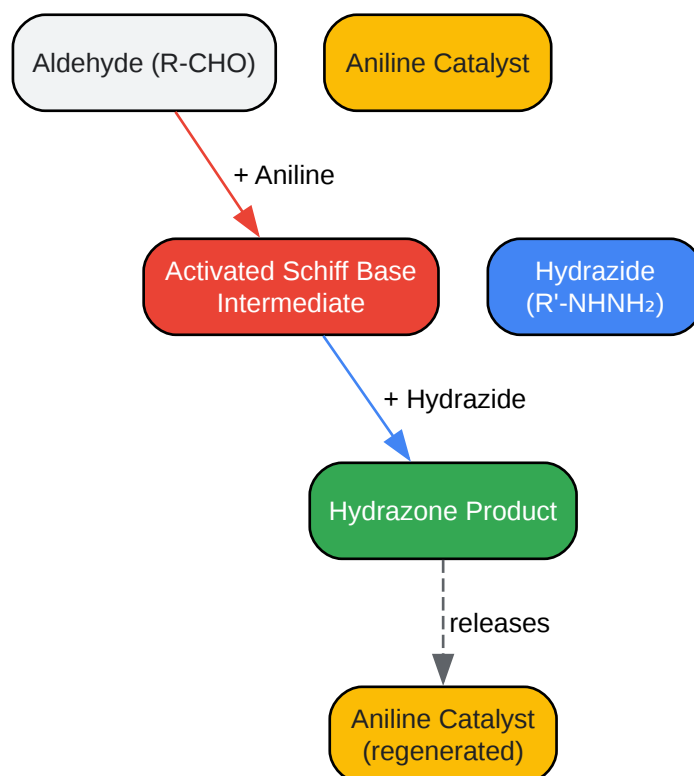 Aldehyde (R-CHO)
Aniline Catalyst
+ Aniline
Activated Schiff Base
Intermediate
Hydrazide
(R'-NHNH₂)
+ Hydrazide
Hydrazone Product
releases
Aniline Catalyst
(regenerated)